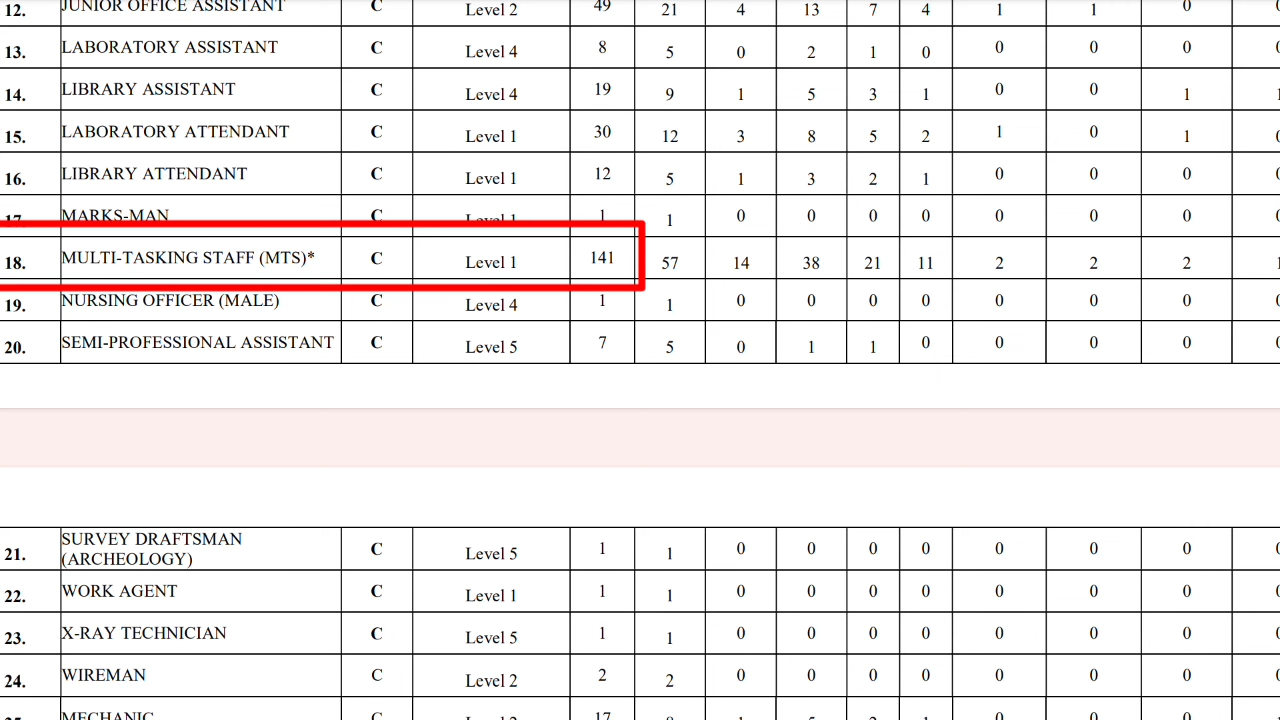 12. JUNIOR OFFICE ASSISTANT C Level 2 49 21 4 13 7 4 1 1 0
13. LABORATORY ASSISTANT C Level 4 8 5 0 2 1 0 0 0 0
14. LIBRARY ASSISTANT C Level 4 19 9 1 5 3 1 0 0 1
15. LABORATORY ATTENDANT C Level 1 30 12 3 8 5 2 1 0 1
16. LIBRARY ATTENDANT C Level 1 12 5 1 3 2 1 0 0 0
17. MARKS-MAN C Level 1 1 1 0 0 0 0 0 0 0
18. MULTI-TASKING STAFF (MTS)* C Level 1 141 57 14 38 21 11 2 2 2
19. NURSING OFFICER (MALE) C Level 4 1 1 0 0 0 0 0 0 0
20. SEMI-PROFESSIONAL ASSISTANT C Level 5 7 5 0 1 1 0 0 0 0
21. SURVEY DRAFTSMAN
(ARCHEOLOGY) C Level 5 1 1 0 0 0 0 0 0 0
22. WORK AGENT C Level 1 1 1 0 0 0 0 0 0 0
23. X-RAY TECHNICIAN C Level 5 1 1 0 0 0 0 0 0 0
24. WIREMAN C Level 2 2 2 0 0 0 0 0 0 0
MECHANIC C 17